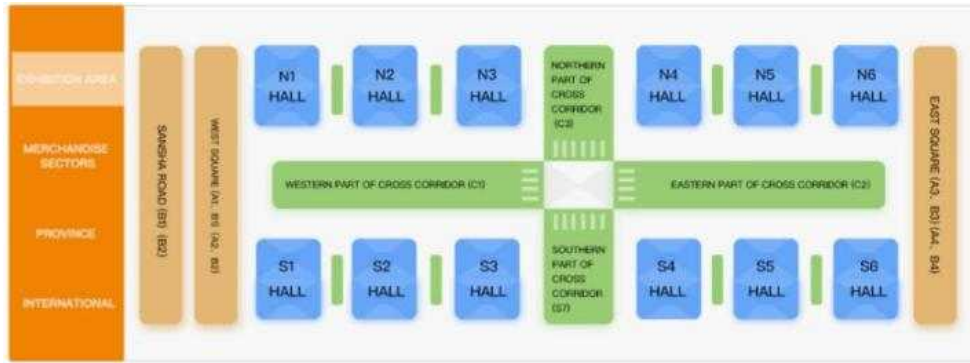 EXHIBITION AREA
MERCHANDISE
SECTORS
PROVINCE
INTERNATIONAL
SANSHA ROAD (B1) (B2)
WEST SQUARE (A1, B1) (A2, B2)
N1
HALL
N2
HALL
N3
HALL
NORTHERN
PART OF
CROSS
CORRIDOR
(C3)
N4
HALL
N5
HALL
N6
HALL
WESTERN PART OF CROSS CORRIDOR (C1)
EASTERN PART OF CROSS CORRIDOR (C2)
S1
HALL
S2
HALL
S3
HALL
SOUTHERN
PART OF
CROSS
CORRIDOR
(S7)
S4
HALL
S5
HALL
S6
HALL
EAST SQUARE (A3, B3) (A4, B4)